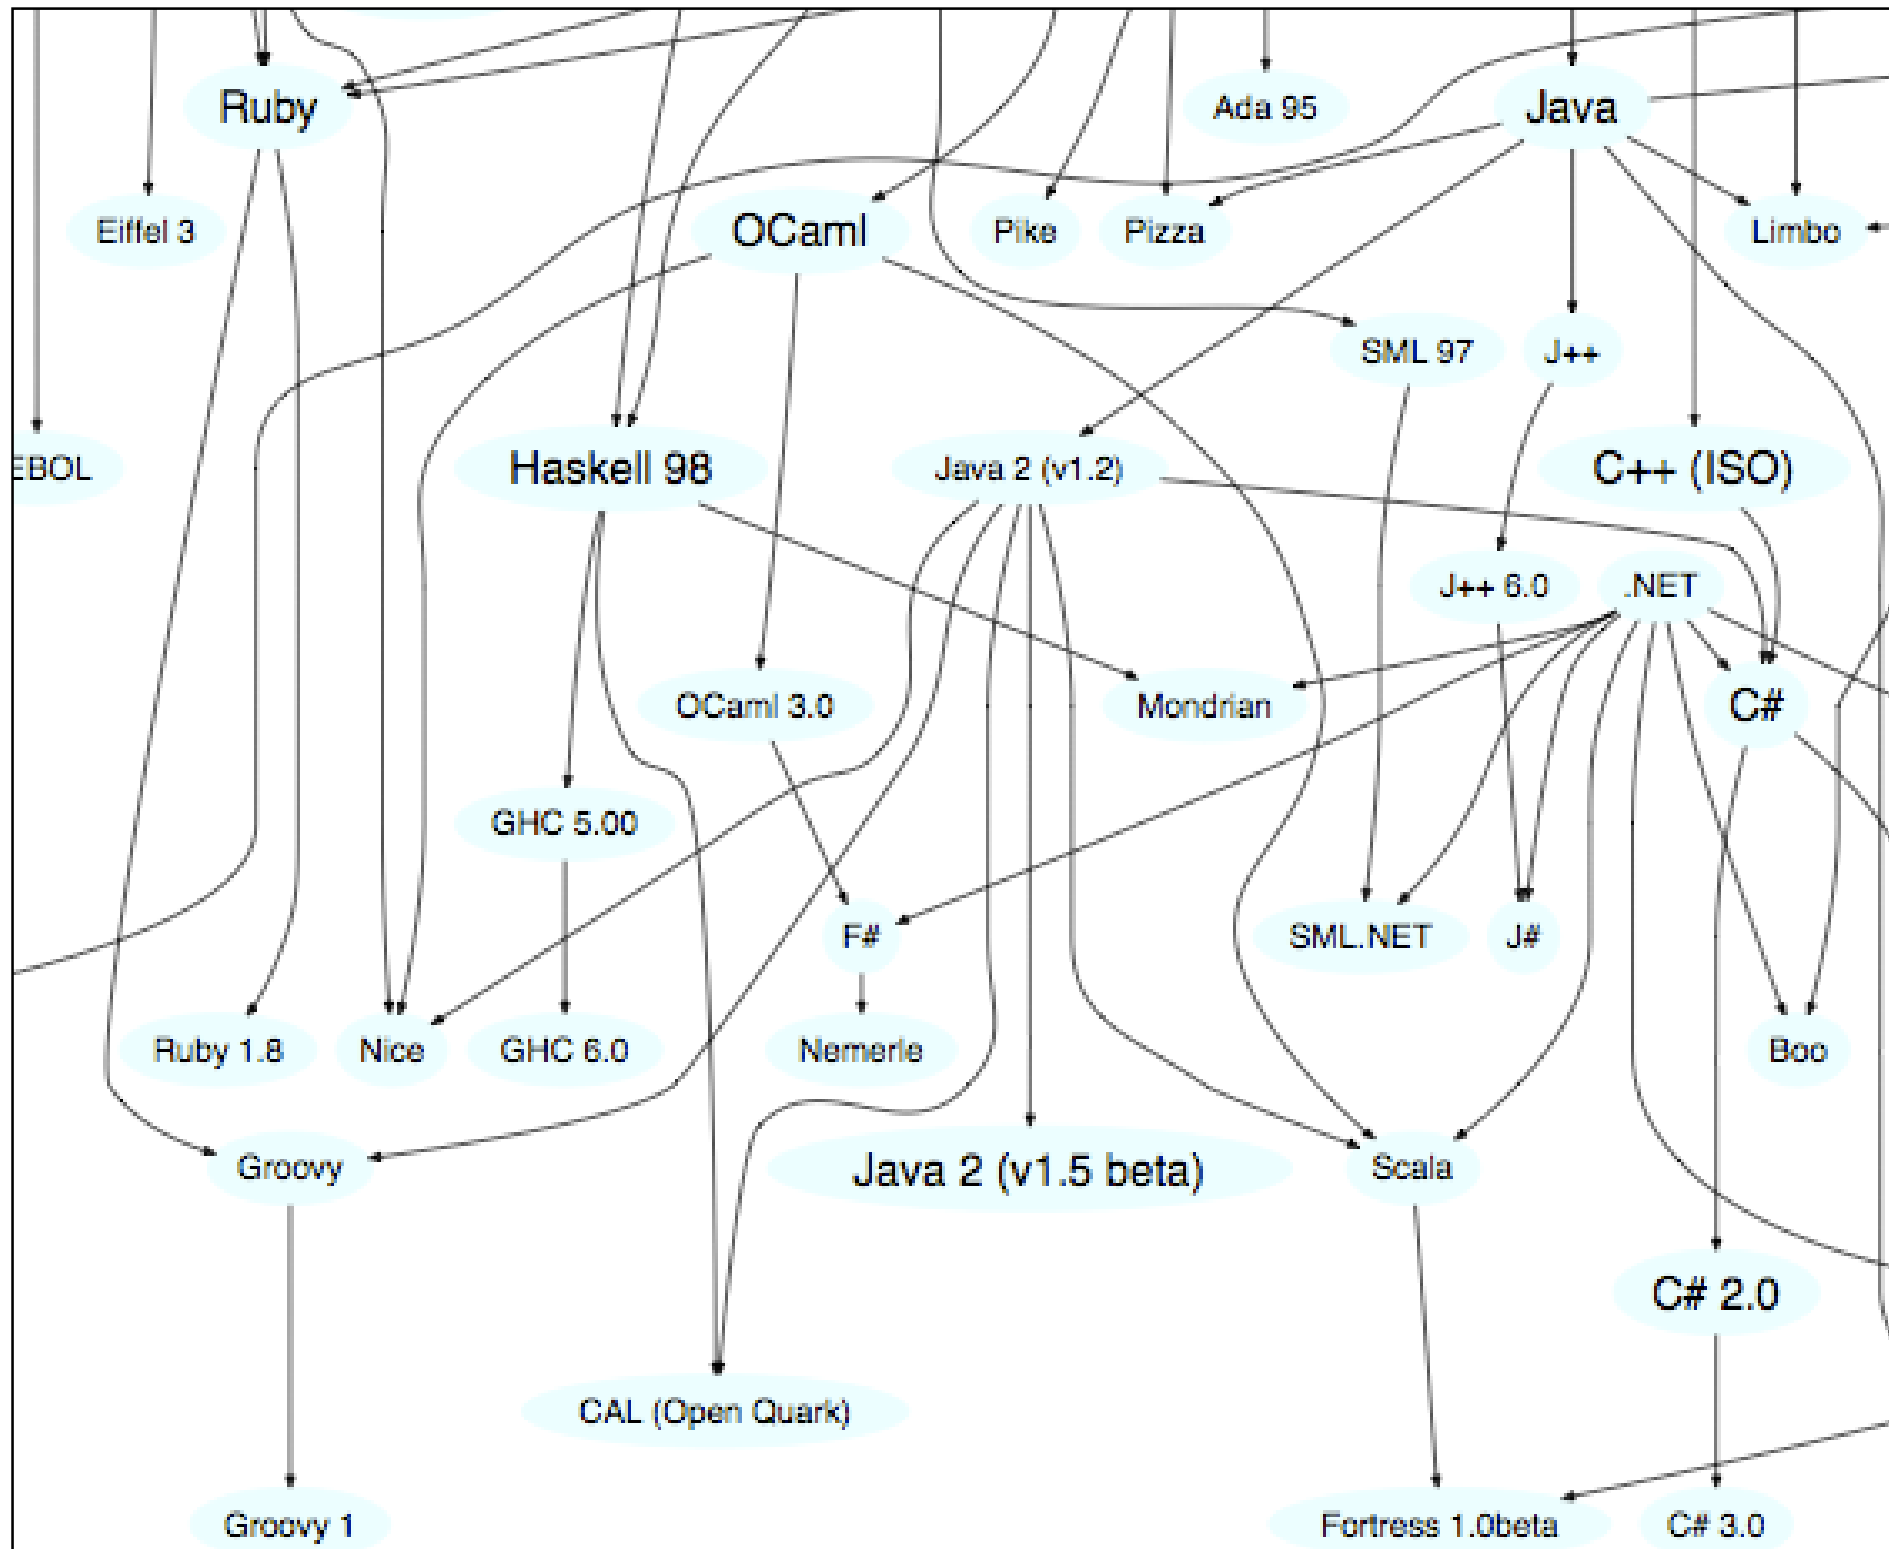 Ruby
Ada 95
Java
Eiffel 3
OCaml
Pike
Pizza
Limbo
SML 97
J++
EBOL
Haskell 98
Java 2 (v1.2)
C++ (ISO)
J++ 6.0
.NET
OCaml 3.0
Mondrian
C#
GHC 5.00
F#
SML.NET
J#
Ruby 1.8
Nice
GHC 6.0
Nemerle
Boo
Groovy
Java 2 (v1.5 beta)
Scala
C# 2.0
CAL (Open Quark)
Groovy 1
Fortress 1.0beta
C# 3.0